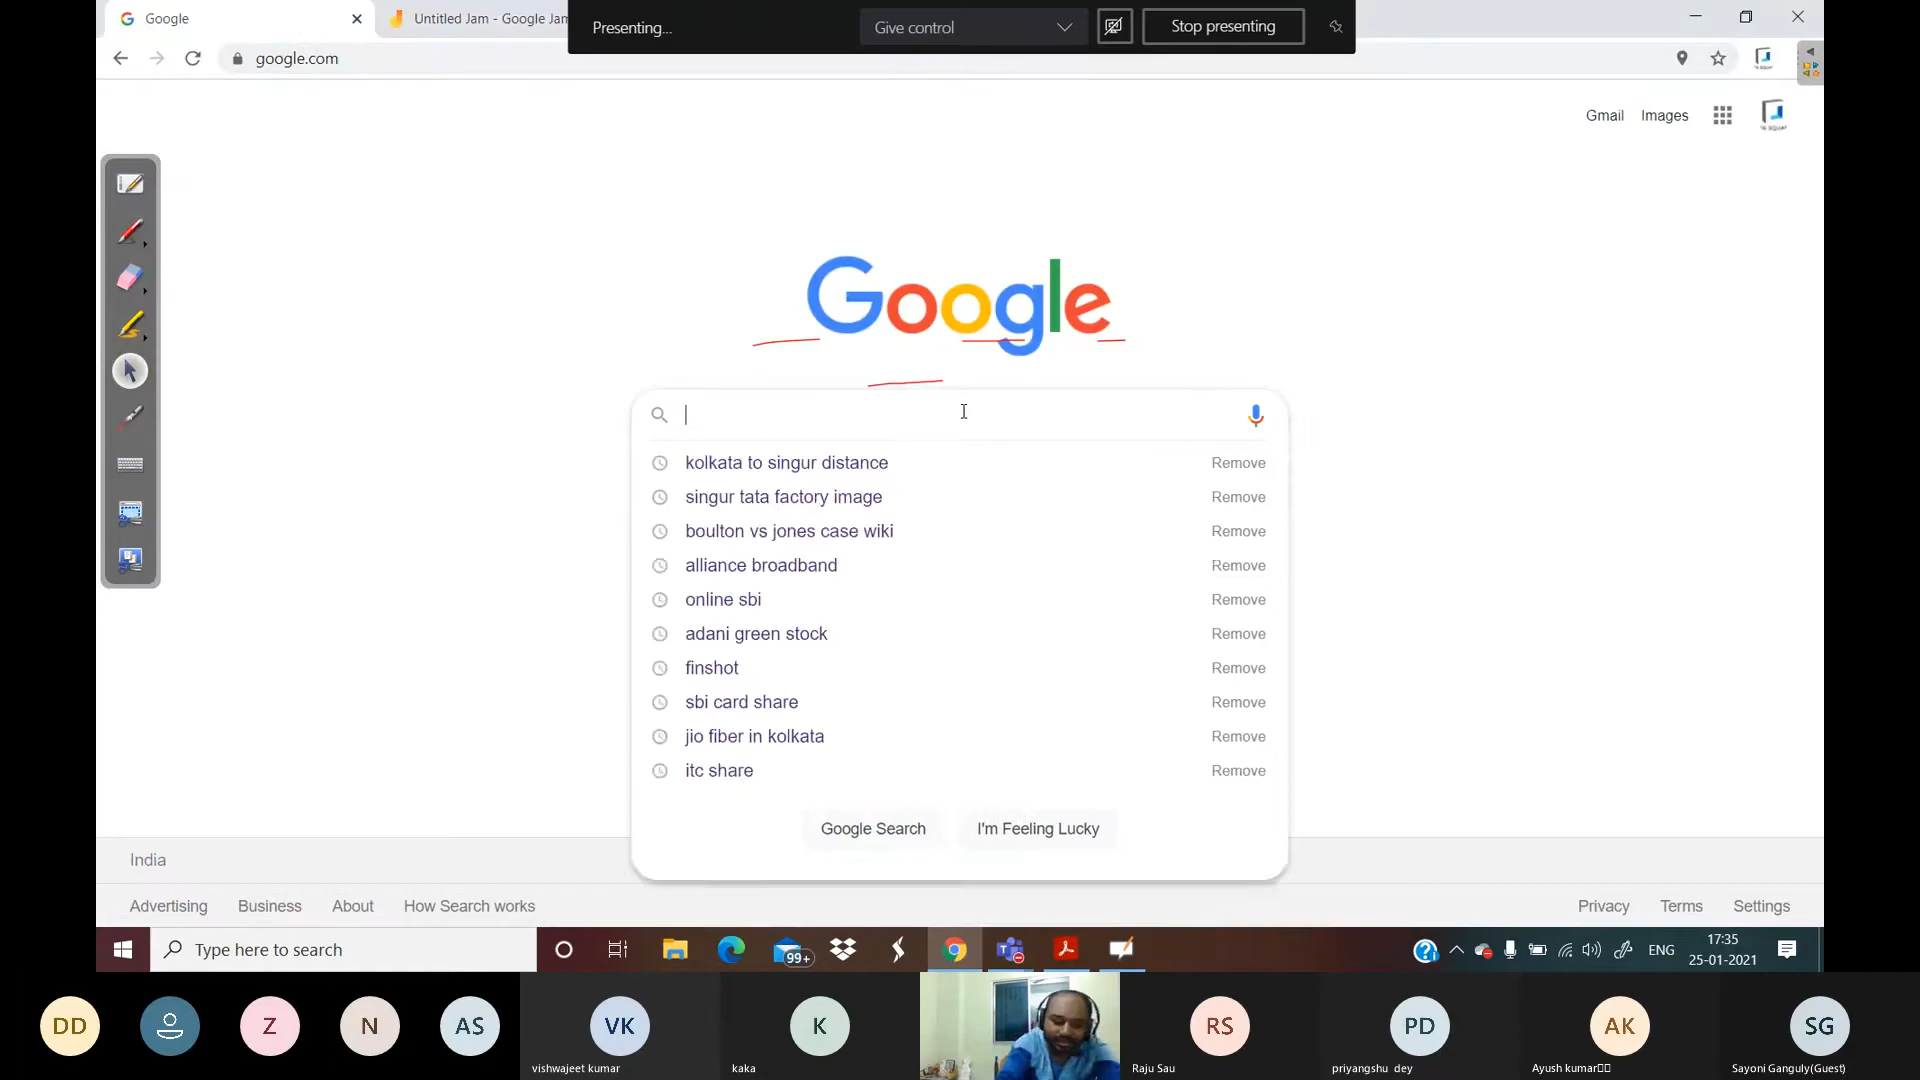 Google
Untitled Jam - Google Jam
Presenting...
Give control
Stop presenting
google.com
Gmail
Images
Google
kolkata to singur distance
Remove
singur tata factory image
Remove
boulton vs jones case wiki
Remove
alliance broadband
Remove
online sbi
Remove
adani green stock
Remove
finshot
Remove
sbi card share
Remove
jio fiber in kolkata
Remove
itc share
Remove
Google Search
I'm Feeling Lucky
India
Advertising
Business
About
How Search works
Privacy
Terms
Settings
Type here to search
99+
ENG
17:35
25-01-2021
DD
Z
N
AS
VK
K
RS
PD
AK
SG
vishwajeet kumar
kaka
Raju Sau
priyangshu dey
Ayush kumar
Sayoni Ganguly(Guest)